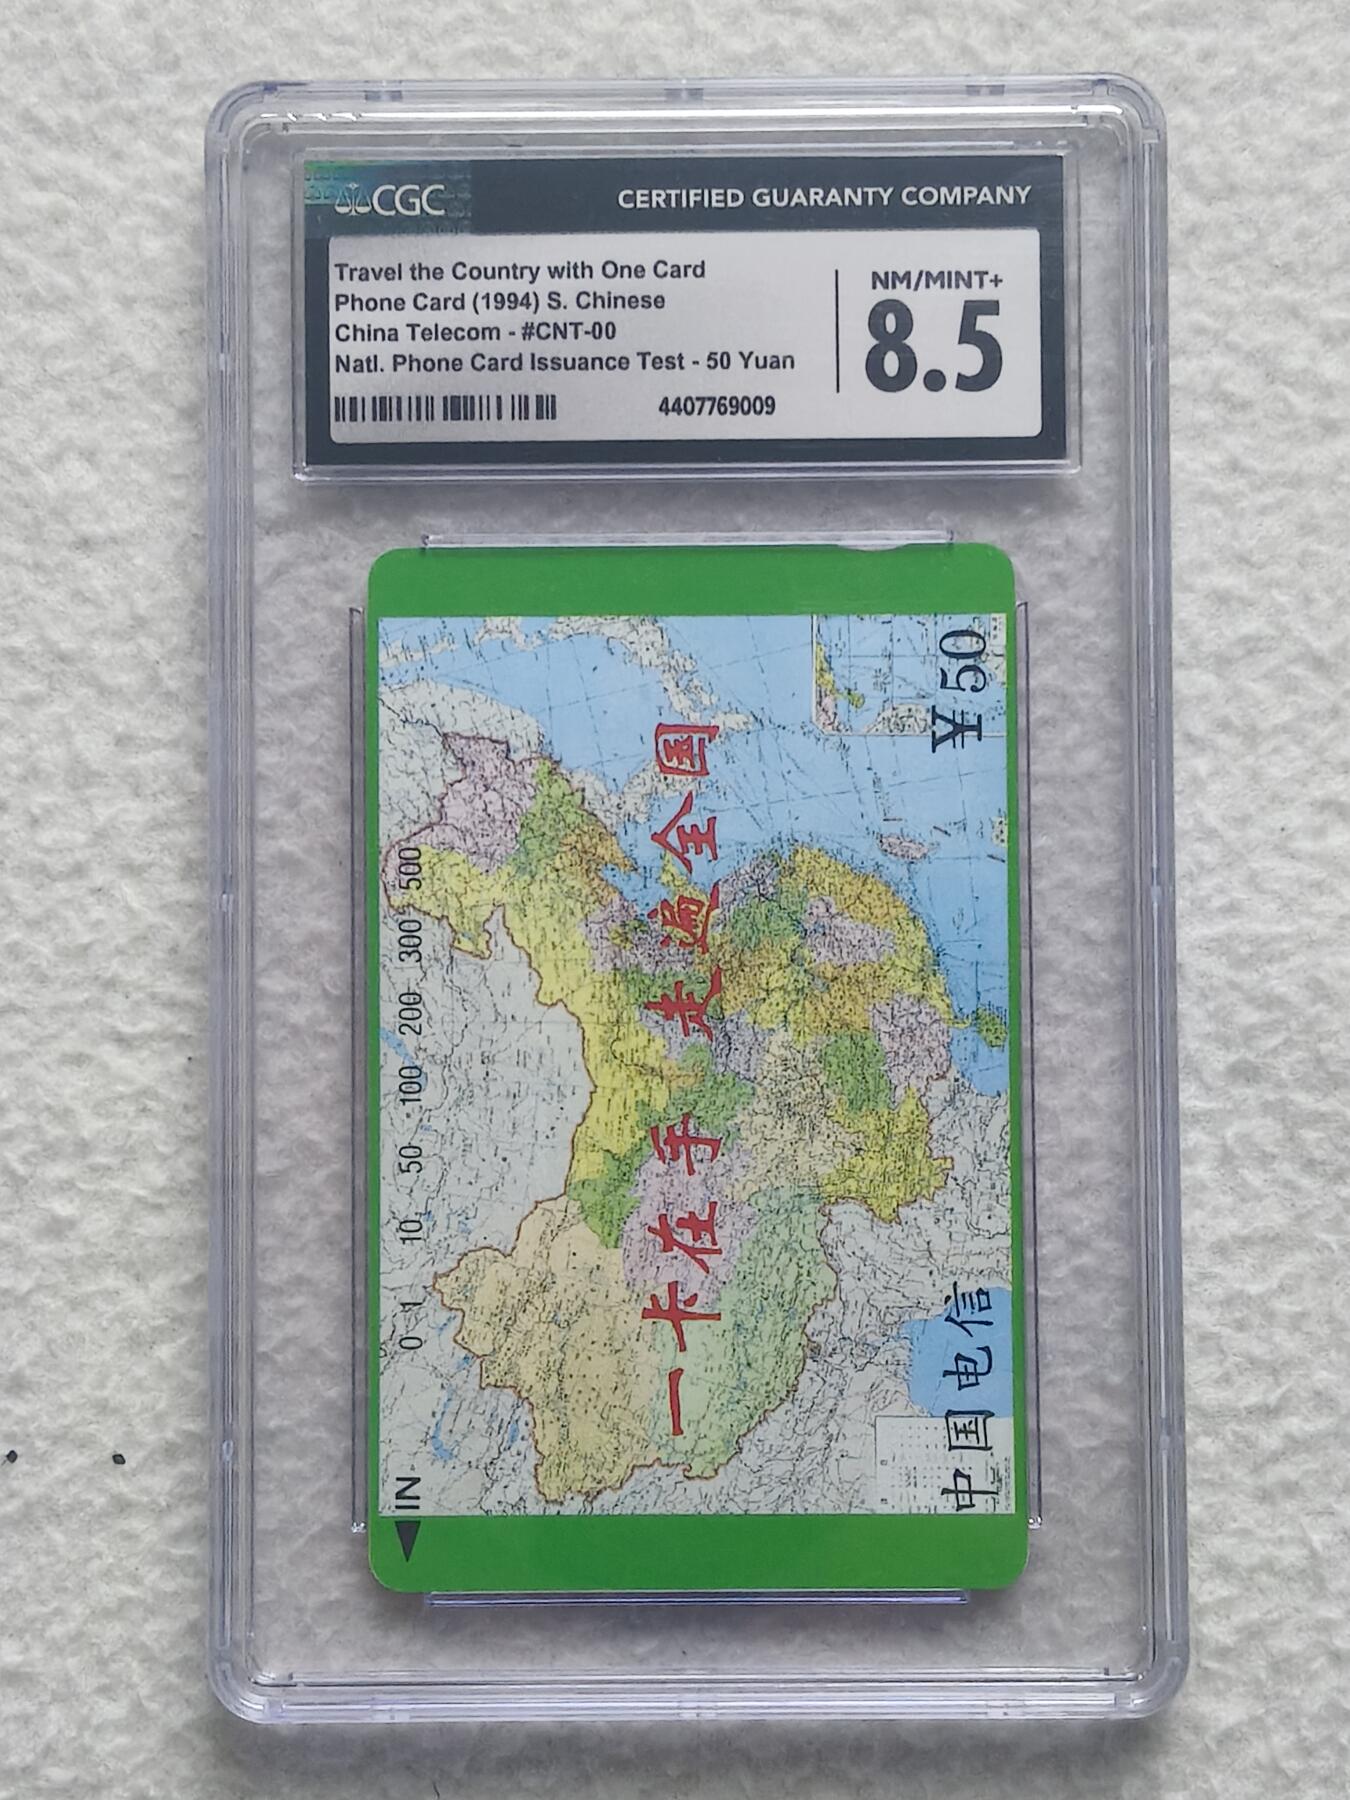 CGC
CERTIFIED GUARANTY COMPANY
Travel the Country with One Card
Phone Card (1994) S. Chinese
China Telecom - #CNT-00
Natl. Phone Card Issuance Test - 50 Yuan
4407769009
NM/MINT+
8.5
IN 0 1 10 50 100 200 300 500
一卡在手 走遍全国
中国电信 ¥50